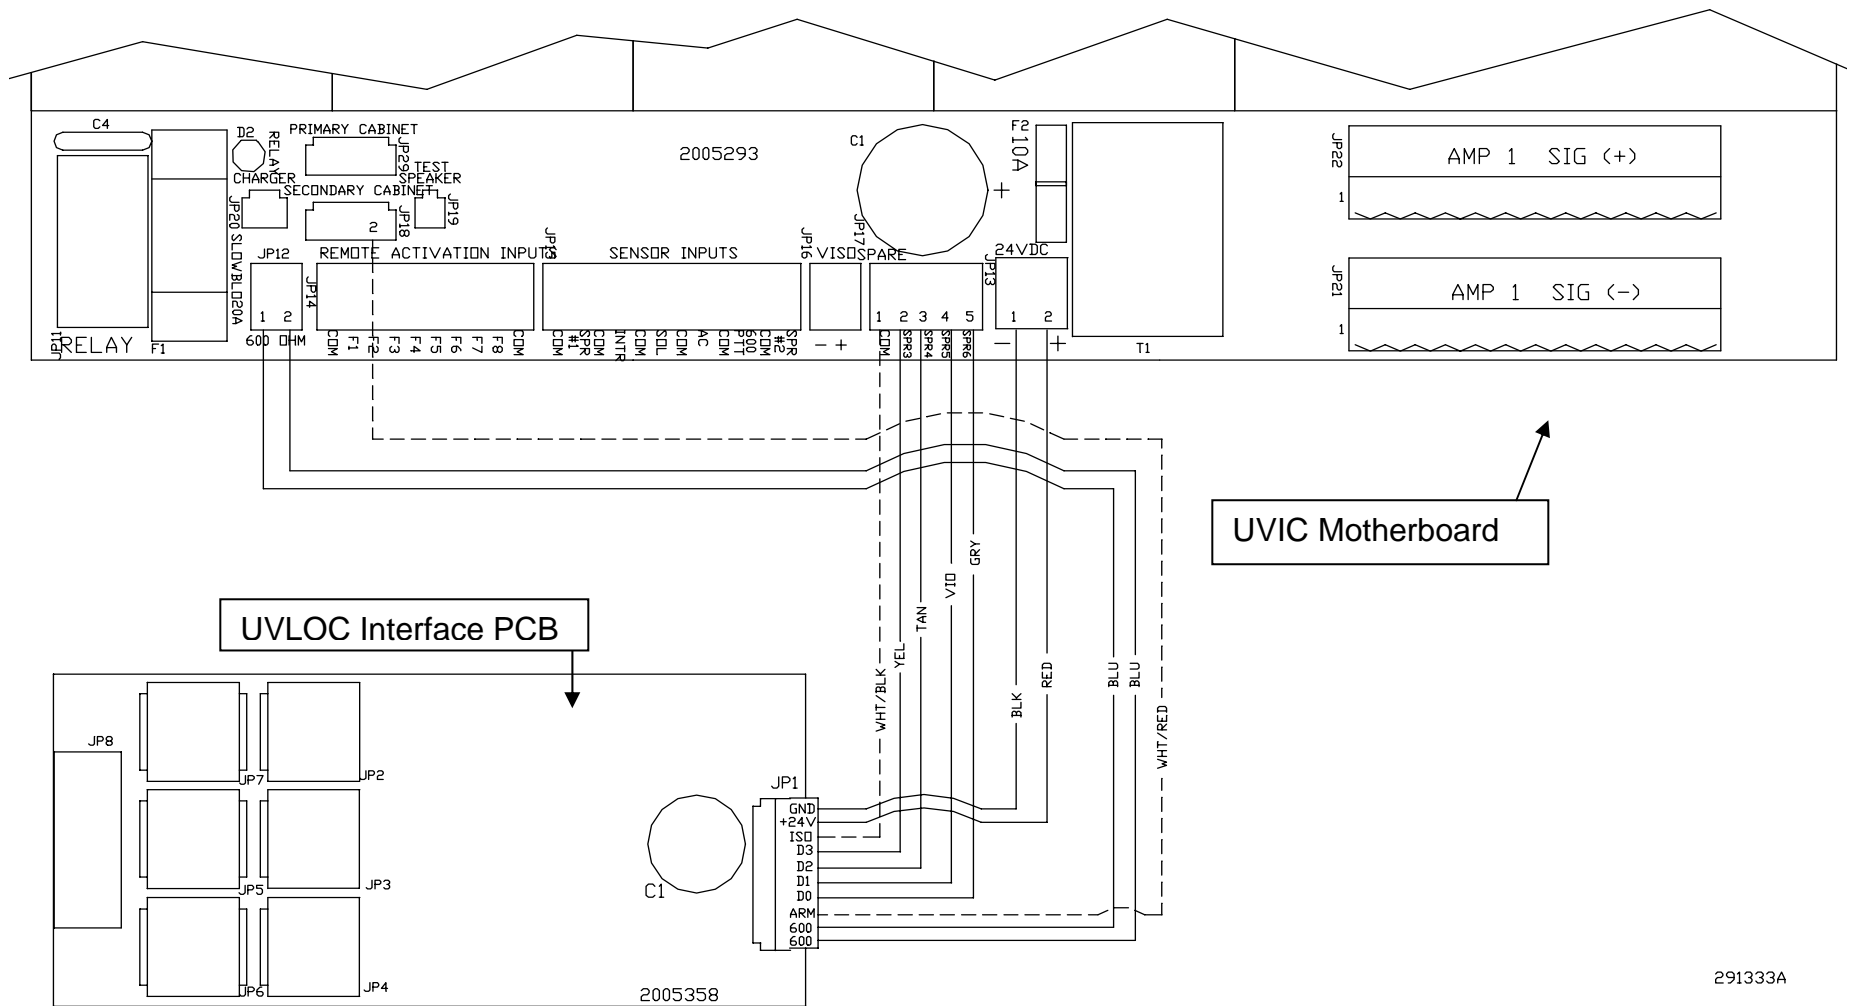 C4
D2
RELAY
PRIMARY CABINET
JP29
TEST
SPEAKER
CHARGER
SECONDARY CABINET
2
JP20
JP18
JP19
SLOWBLO20A
2005293
C1
+
F2
10A
JP22
AMP 1 SIG (+)
1
JP12
1 2
600 OHM
JP14
REMOTE ACTIVATION INPUTS
COM F1 F2 F3 F4 F5 F6 F7 F8 COM
JP15
SENSOR INPUTS
COM #1 SPR COM INTR SOL COM AC COM PTT 600 COM #2 SPR
JP16
VISO
- +
JP17
SPARE
1 2 3 4 5
COM SPR3 SPR4 SPR5 SPR6
JP13
24VDC
1 2
- +
T1
JP21
AMP 1 SIG (-)
1
JP11
RELAY
F1
UVIC Motherboard
WHT/BLK
YEL
TAN
VIO
GRY
BLK
RED
BLU
BLU
WHT/RED
UVLOC Interface PCB
JP8
JP7
JP2
JP5
JP3
JP6
JP4
C1
JP1
GND
+24V
ISO
D3
D2
D1
D0
ARM
600
600
2005358
291333A